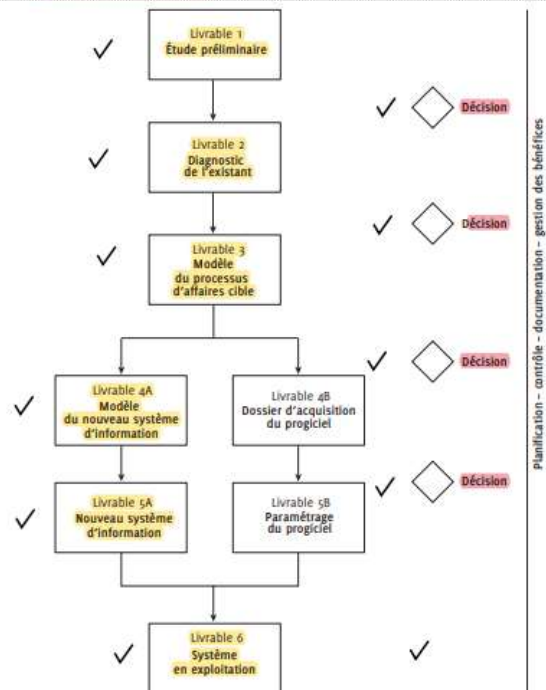 Livrable 1
Étude préliminaire
Décision
Livrable 2
Diagnostic
de l'existant
Décision
Livrable 3
Modèle
du processus
d'affaires cible
Décision
Livrable 4A
Modèle
du nouveau système
d'information
Livrable 4B
Dossier d'acquisition
du progiciel
Décision
Livrable 5A
Nouveau système
d'information
Livrable 5B
Paramétrage
du progiciel
Livrable 6
Système
en exploitation
Planification – contrôle – documentation – gestion des bénéfices